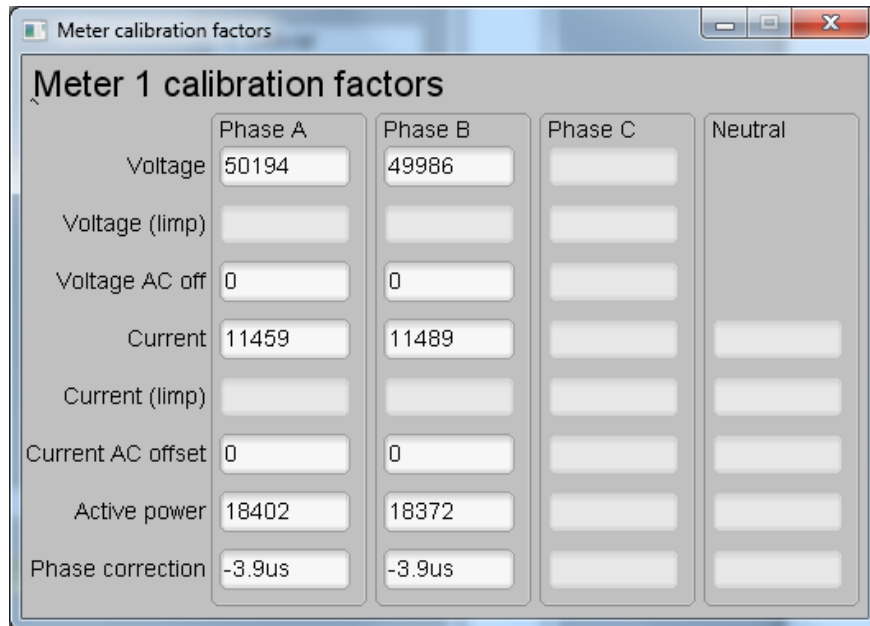 Meter calibration factors
Meter 1 calibration factors
Phase A Phase B Phase C Neutral
Voltage 50194 49986
Voltage (limp)
Voltage AC off 0 0
Current 11459 11489
Current (limp)
Current AC offset 0 0
Active power 18402 18372
Phase correction -3.9us -3.9us